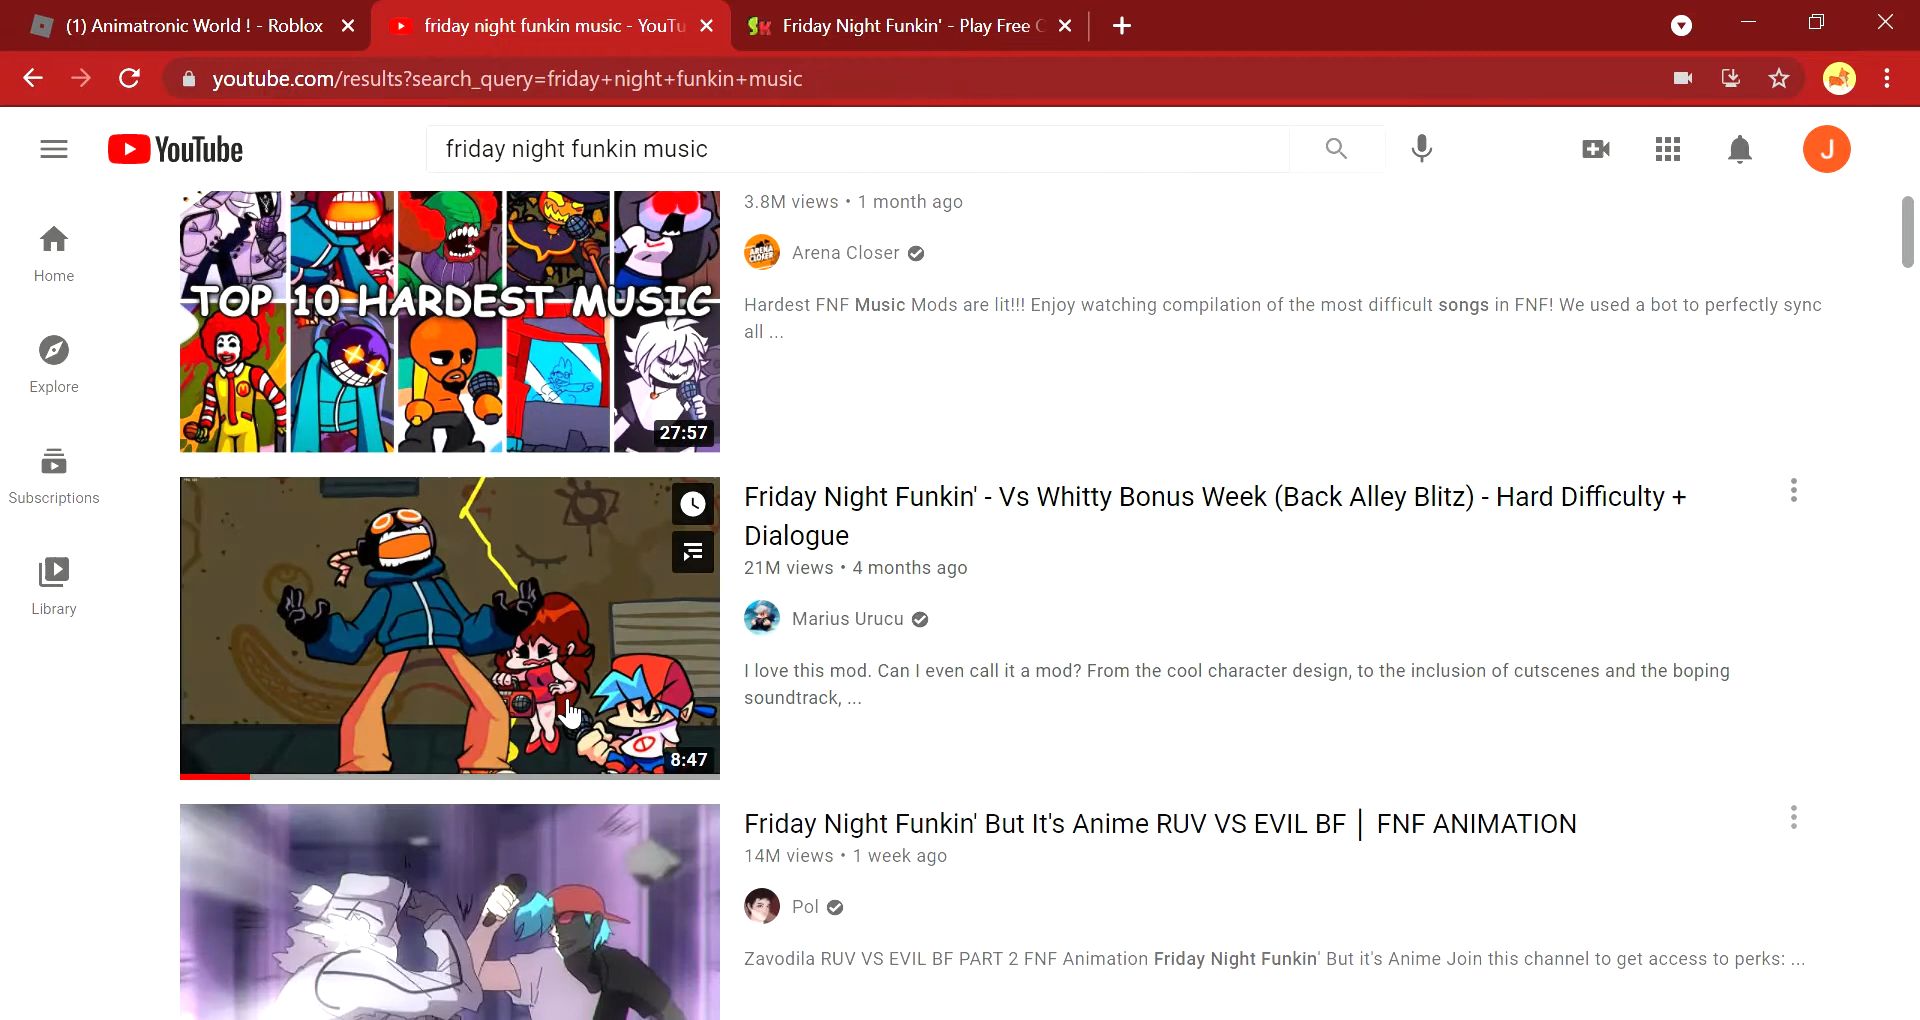 (1) Animatronic World ! - Roblox
friday night funkin music - YouTu
SK
Friday Night Funkin' - Play Free
youtube.com/results?search_query=friday+night+funkin+music
YouTube
friday night funkin music
J
Home
Explore
Subscriptions
Library
TOP 10 HARDEST MUSIC
27:57
3.8M views • 1 month ago
ARENA CLOSER
Arena Closer
Hardest FNF Music Mods are lit!!! Enjoy watching compilation of the most difficult songs in FNF! We used a bot to perfectly sync
all ...
8:47
Friday Night Funkin' - Vs Whitty Bonus Week (Back Alley Blitz) - Hard Difficulty +
Dialogue
21M views • 4 months ago
Marius Urucu
I love this mod. Can I even call it a mod? From the cool character design, to the inclusion of cutscenes and the boping
soundtrack, ...
Friday Night Funkin' But It's Anime RUV VS EVIL BF │ FNF ANIMATION
14M views • 1 week ago
Pol
Zavodila RUV VS EVIL BF PART 2 FNF Animation Friday Night Funkin' But it's Anime Join this channel to get access to perks: ...